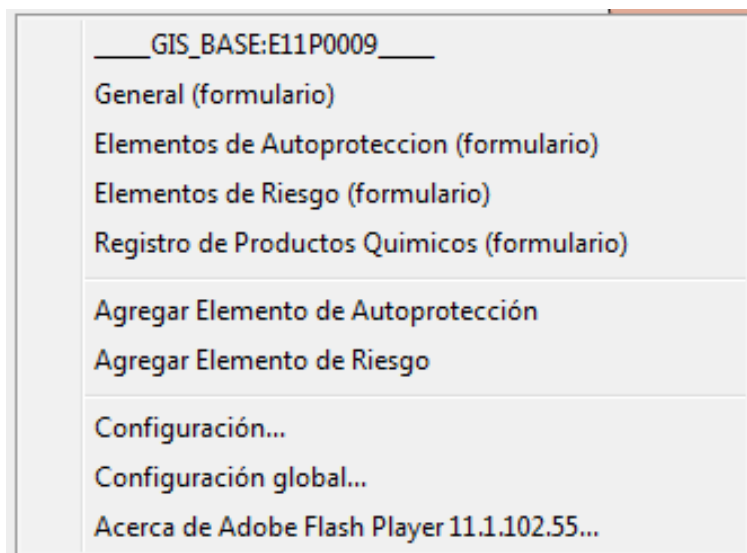 ____GIS_BASE:E11P0009____
General (formulario)
Elementos de Autoproteccion (formulario)
Elementos de Riesgo (formulario)
Registro de Productos Quimicos (formulario)
Agregar Elemento de Autoprotección
Agregar Elemento de Riesgo
Configuración...
Configuración global...
Acerca de Adobe Flash Player 11.1.102.55...